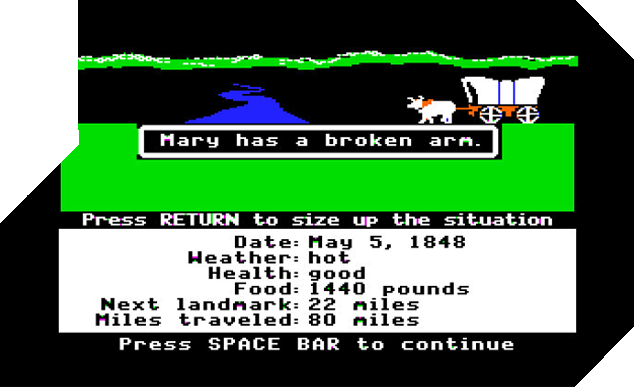 Mary has a broken arm.
Press RETURN to size up the situation
Date: May 5, 1848
Weather: hot
Health: good
Food: 1440 pounds
Next landmark: 22 miles
Miles traveled: 80 miles
Press SPACE BAR to continue